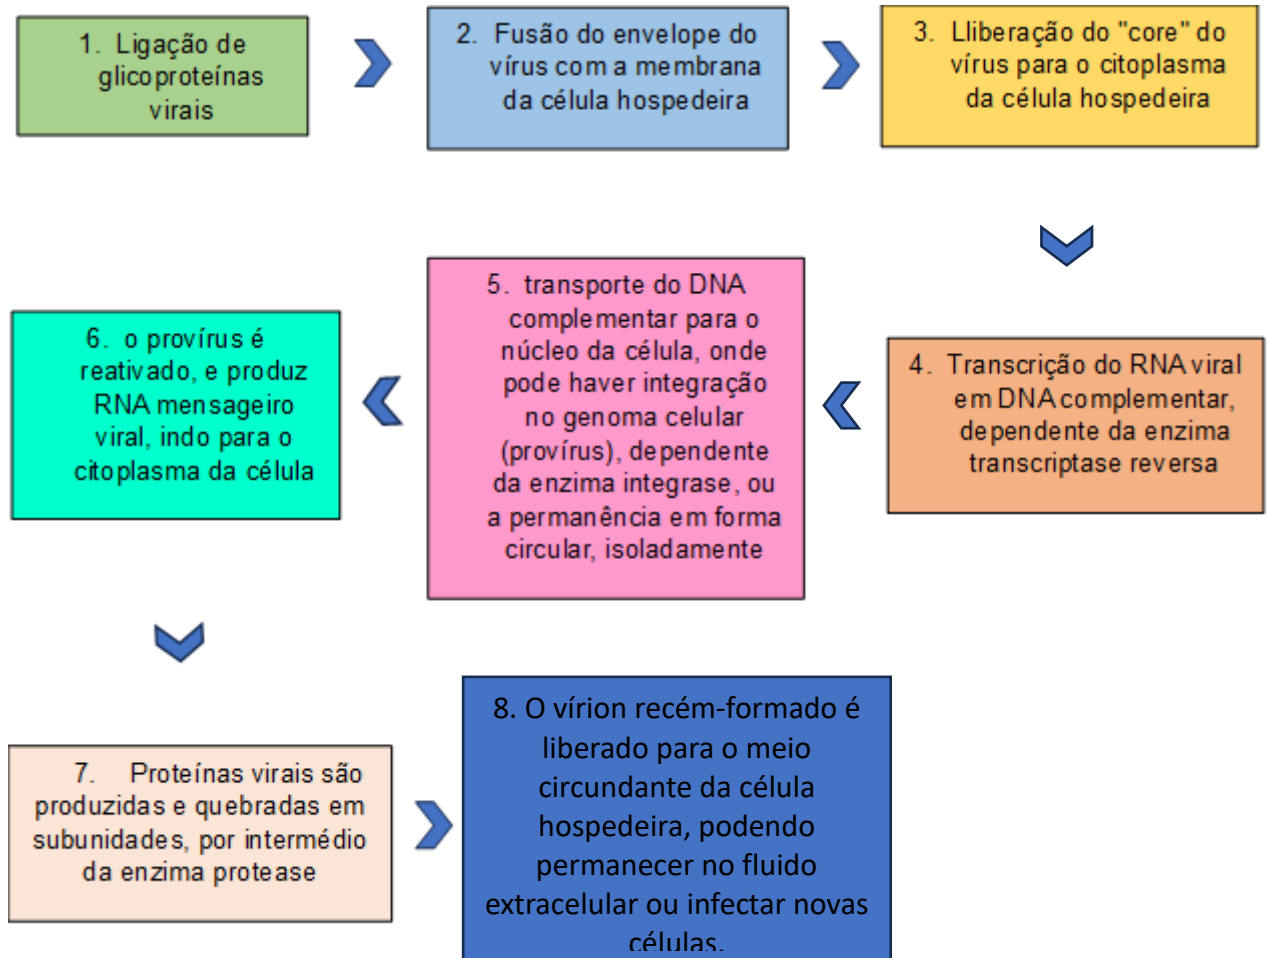 1. Ligação de
glicoproteínas
virais
2. Fusão do envelope do
vírus com a membrana
da célula hospedeira
3. Lliberação do "core" do
vírus para o citoplasma
da célula hospedeira
4. Transcrição do RNA viral
em DNA complementar,
dependente da enzima
transcriptase reversa
5. transporte do DNA
complementar para o
núcleo da célula, onde
pode haver integração
no genoma celular
(provírus), dependente
da enzima integrase, ou
a permanência em forma
circular, isoladamente
6. o provírus é
reativado, e produz
RNA mensageiro
viral, indo para o
citoplasma da célula
7. Proteínas virais são
produzidas e quebradas em
subunidades, por intermédio
da enzima protease
8. O vírion recém-formado é
liberado para o meio
circundante da célula
hospedeira, podendo
permanecer no fluido
extracelular ou infectar novas
células.